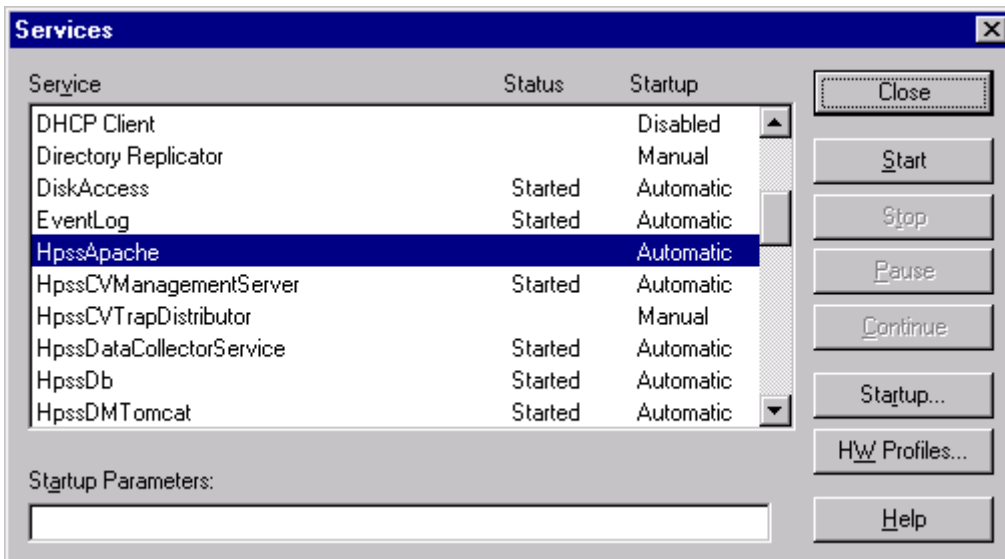 Services
Service Status Startup
DHCP Client Disabled
Directory Replicator Manual
DiskAccess Started Automatic
EventLog Started Automatic
HpssApache Automatic
HpssCVManagementServer Started Automatic
HpssCVTrapDistributor Manual
HpssDataCollectorService Started Automatic
HpssDb Started Automatic
HpssDMTomcat Started Automatic
Startup Parameters:
Close
Start
Stop
Pause
Continue
Startup...
HW Profiles...
Help